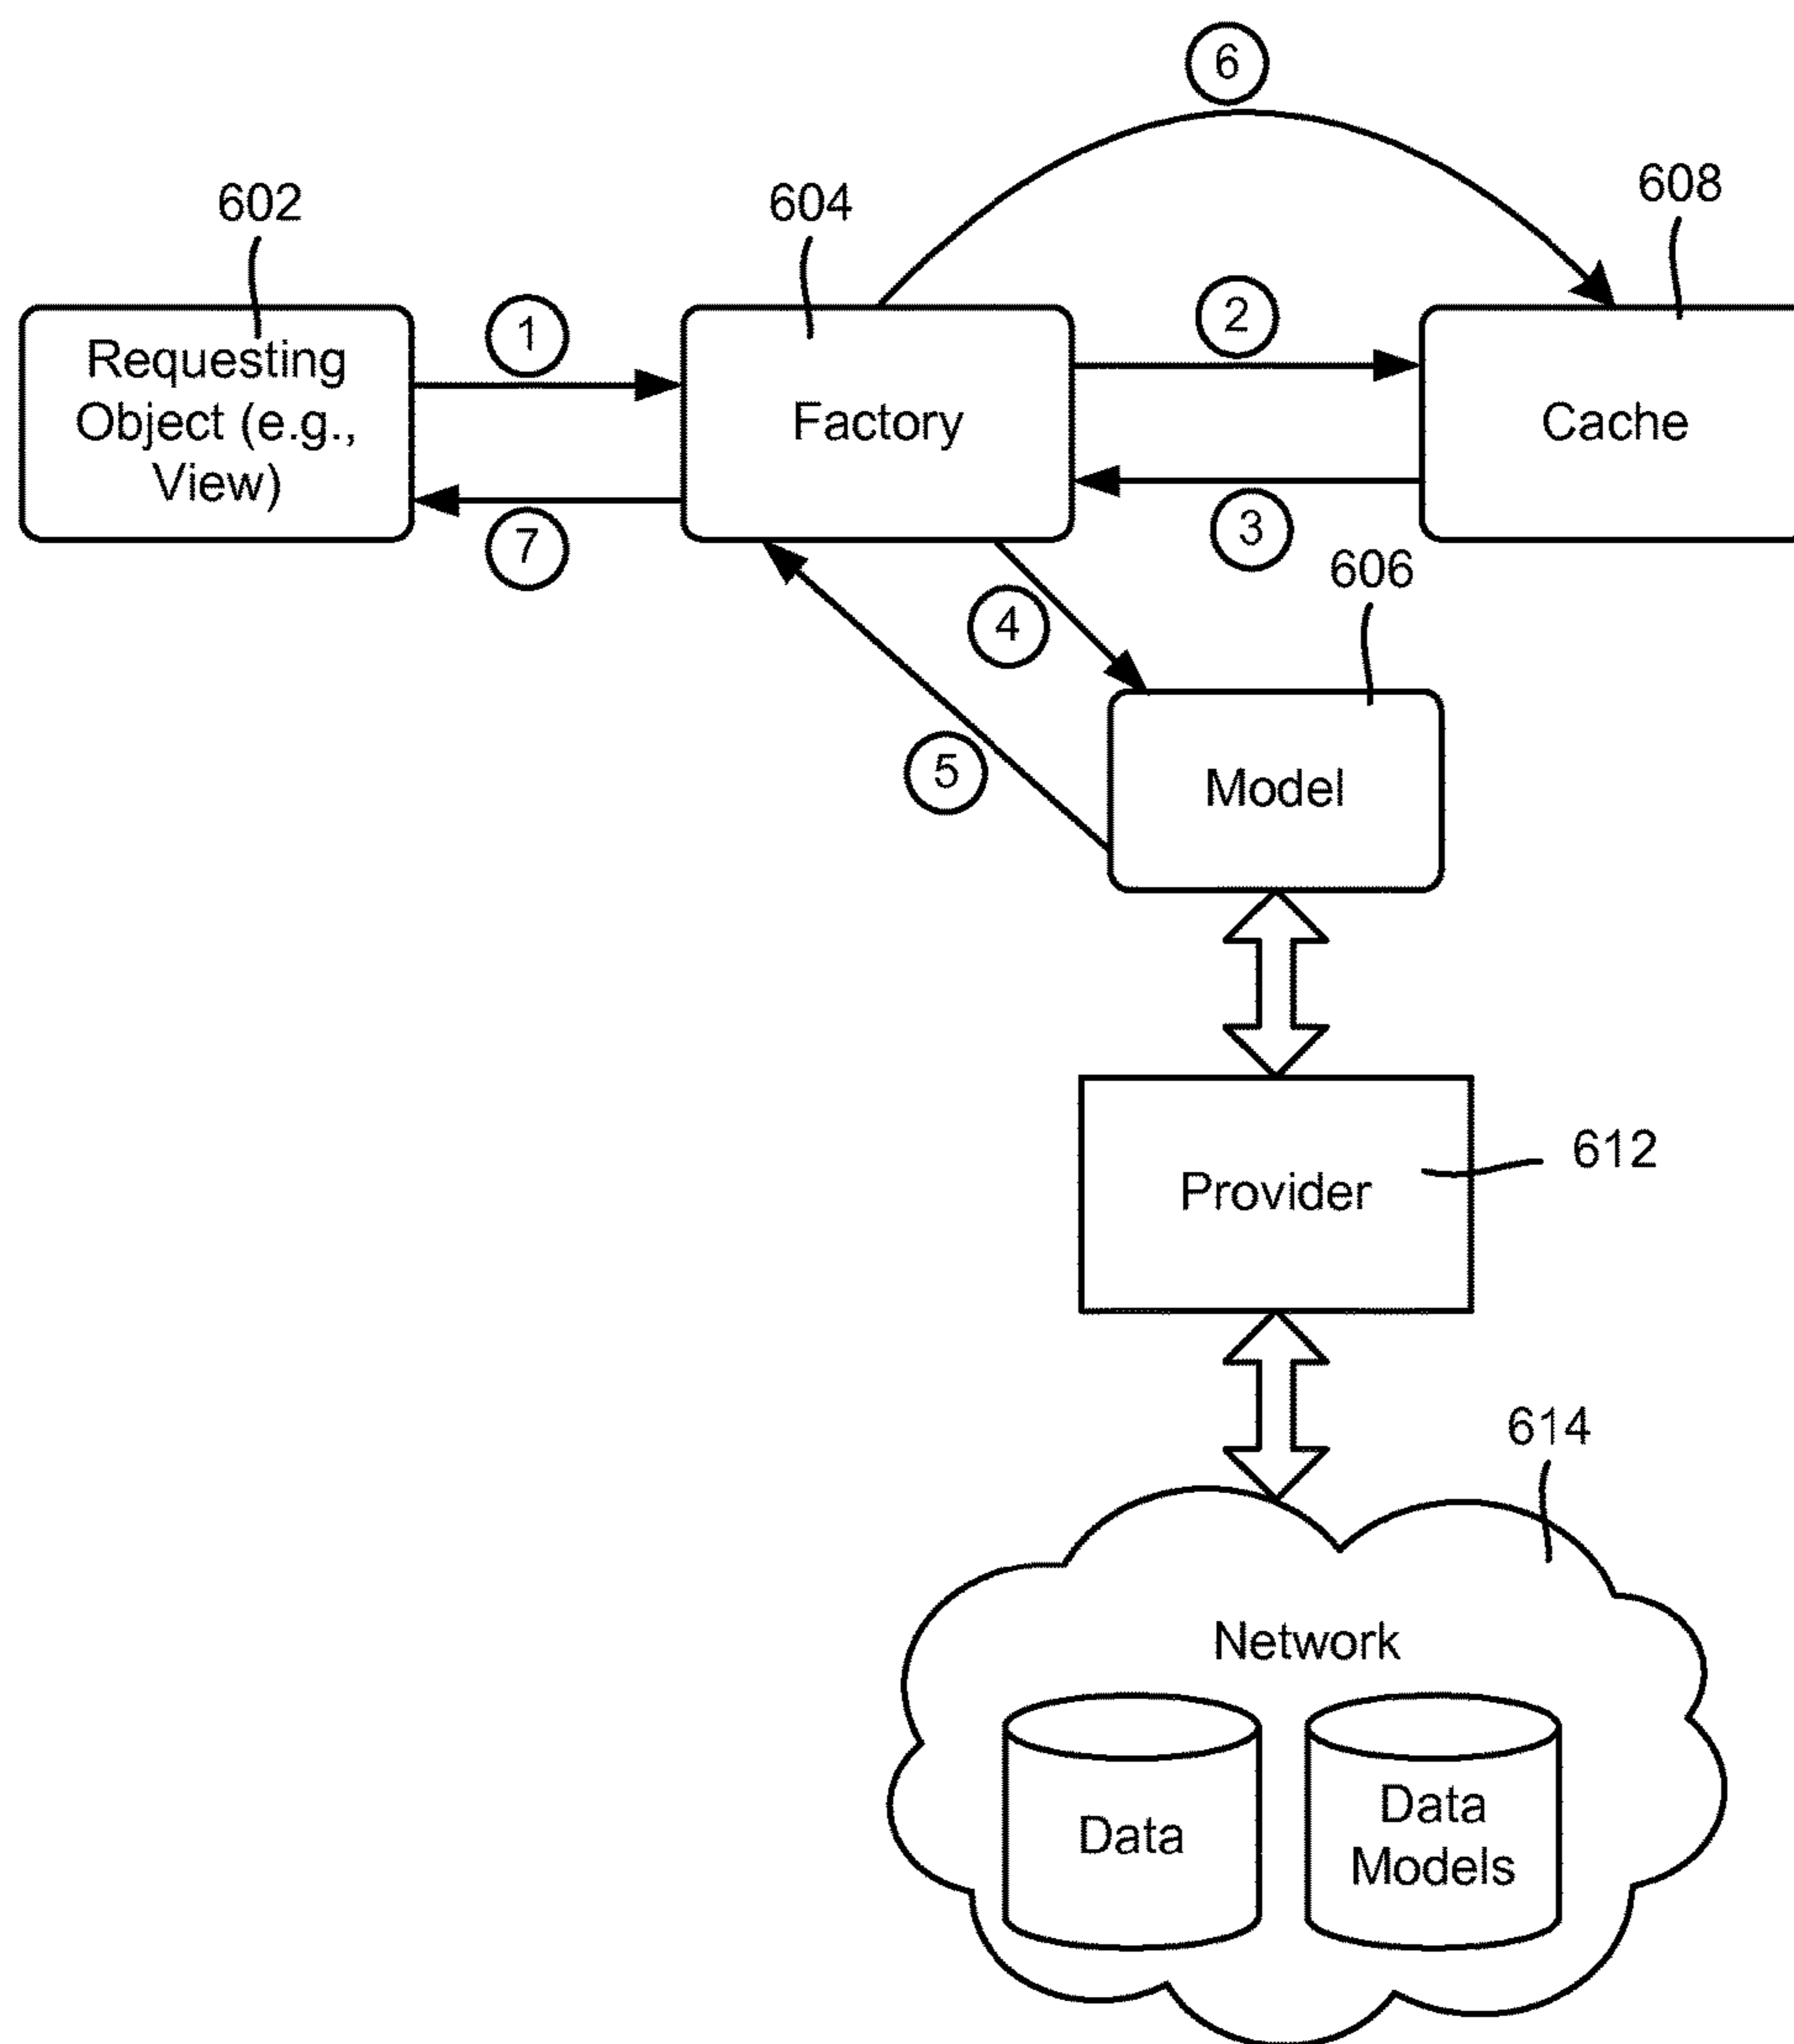 6
602
604
608
1
2
Requesting
Object (e.g.,
View)
Factory
Cache
7
3
606
4
5
Model
612
Provider
614
Network
Data
Data
Models